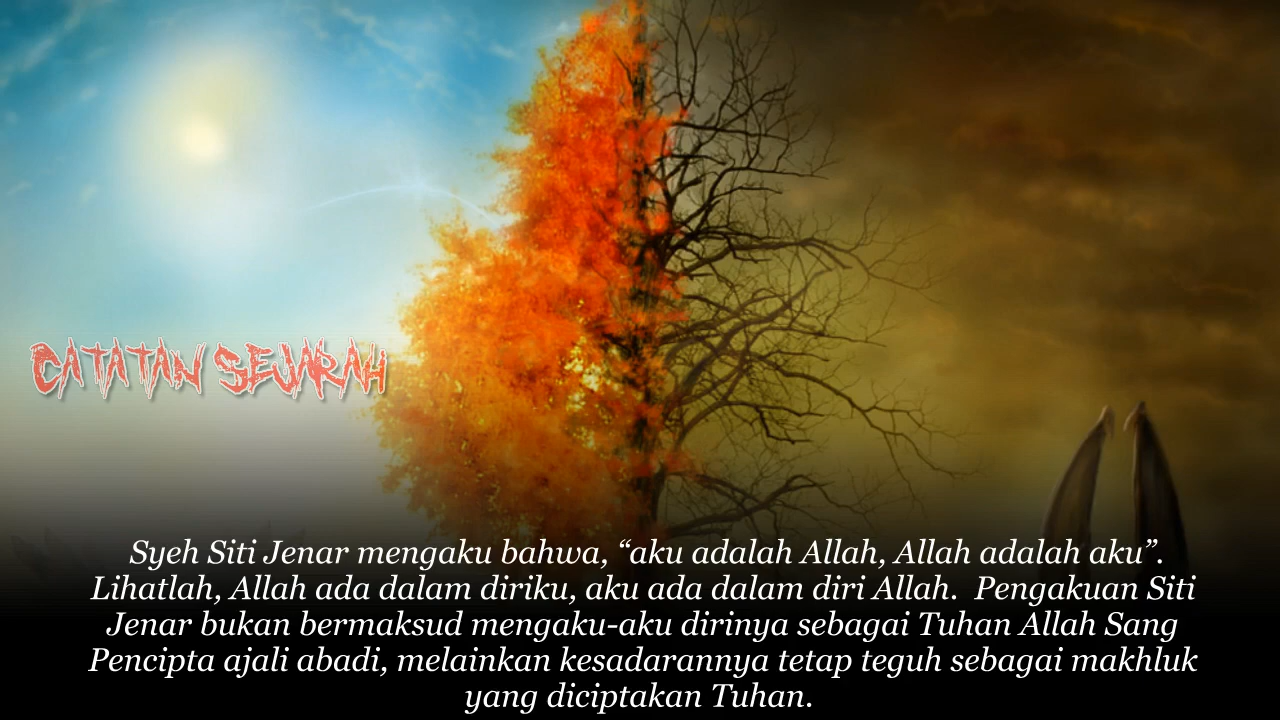 CATATAN SEJARAH
Syeh Siti Jenar mengaku bahwa, “aku adalah Allah, Allah adalah aku”.
Lihatlah, Allah ada dalam diriku, aku ada dalam diri Allah.  Pengakuan Siti
Jenar bukan bermaksud mengaku-aku dirinya sebagai Tuhan Allah Sang
Pencipta ajali abadi, melainkan kesadarannya tetap teguh sebagai makhluk
yang diciptakan Tuhan.